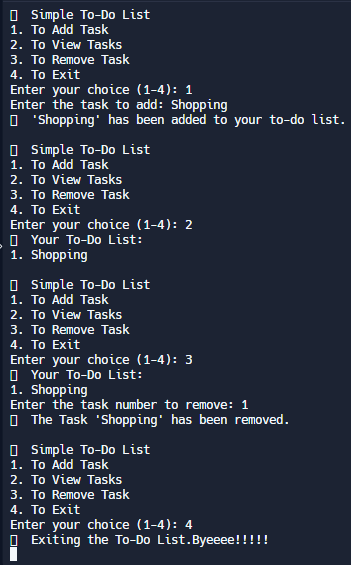 ▯ Simple To-Do List
1. To Add Task
2. To View Tasks
3. To Remove Task
4. To Exit
Enter your choice (1-4): 1
Enter the task to add: Shopping
▯ 'Shopping' has been added to your to-do list.
▯ Simple To-Do List
1. To Add Task
2. To View Tasks
3. To Remove Task
4. To Exit
Enter your choice (1-4): 2
▯ Your To-Do List:
1. Shopping
▯ Simple To-Do List
1. To Add Task
2. To View Tasks
3. To Remove Task
4. To Exit
Enter your choice (1-4): 3
▯ Your To-Do List:
1. Shopping
Enter the task number to remove: 1
▯ The Task 'Shopping' has been removed.
▯ Simple To-Do List
1. To Add Task
2. To View Tasks
3. To Remove Task
4. To Exit
Enter your choice (1-4): 4
▯ Exiting the To-Do List.Byeeee!!!!!